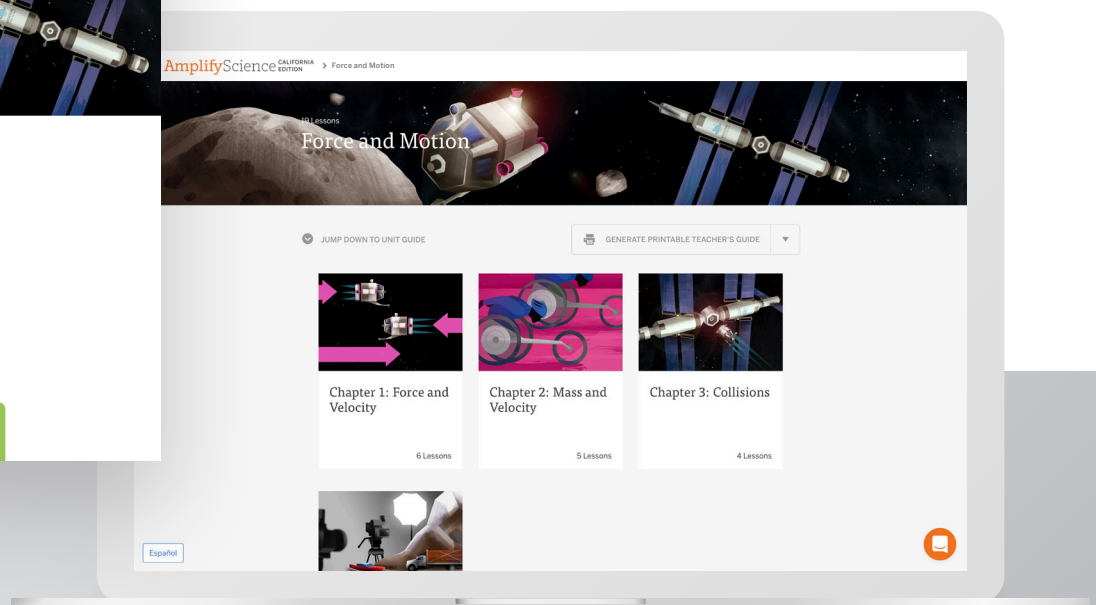 AmplifyScience CALIFORNIA EDITION > Force and Motion
19 Lessons
Force and Motion
JUMP DOWN TO UNIT GUIDE
GENERATE PRINTABLE TEACHER'S GUIDE
Chapter 1: Force and
Velocity
6 Lessons
Chapter 2: Mass and
Velocity
5 Lessons
Chapter 3: Collisions
4 Lessons
Español